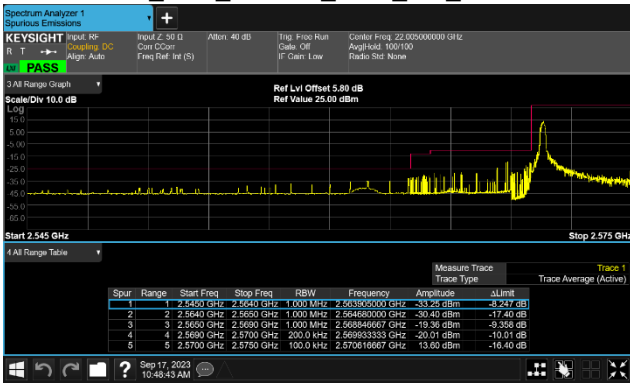 Spectrum Analyzer 1
Spurious Emissions
+
KEYSIGHT
R T
LW PASS
Input: RF
Coupling: DC
Align: Auto
Input Z: 50 Ω
Corr CCorr
Freq Ref: Int (S)
Atten: 40 dB
Trig: Free Run
Gate: Off
IF Gain: Low
Center Freq: 22.005000000 GHz
Avg|Hold: 100/100
Radio Std: None
3 All Range Graph
Scale/Div 10.0 dB
Ref Lvl Offset 5.80 dB
Ref Value 25.00 dBm
Log
15.0
5.00
-5.00
-15.0
-25.0
-35.0
-45.0
-55.0
-65.0
Start 2.545 GHz
Stop 2.575 GHz
4 All Range Table
Measure Trace Trace 1
Trace Type Trace Average (Active)
Spur Range Start Freq Stop Freq RBW Frequency Amplitude ΔLimit
1 1 2.5450 GHz 2.5640 GHz 1.000 MHz 2.563905000 GHz -33.25 dBm -8.247 dB
2 2 2.5640 GHz 2.5650 GHz 1.000 MHz 2.564680000 GHz -30.40 dBm -17.40 dB
3 3 2.5650 GHz 2.5690 GHz 1.000 MHz 2.568846667 GHz -19.36 dBm -9.358 dB
4 4 2.5690 GHz 2.5700 GHz 200.0 kHz 2.569933333 GHz -20.01 dBm -10.01 dB
5 5 2.5700 GHz 2.5750 GHz 100.0 kHz 2.570616667 GHz 13.60 dBm -16.40 dB
?
Sep 17, 2023
10:48:43 AM